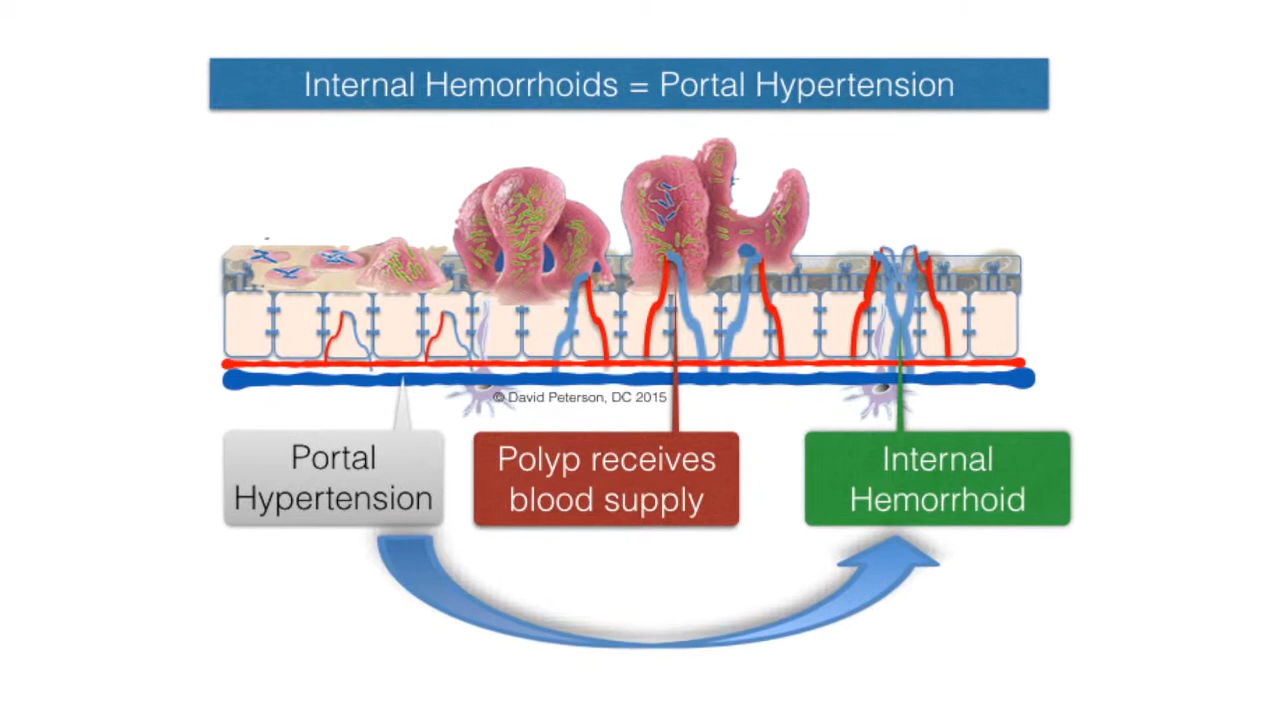 Internal Hemorrhoids = Portal Hypertension
© David Peterson, DC 2015
Portal
Hypertension
Polyp receives
blood supply
Internal
Hemorrhoid